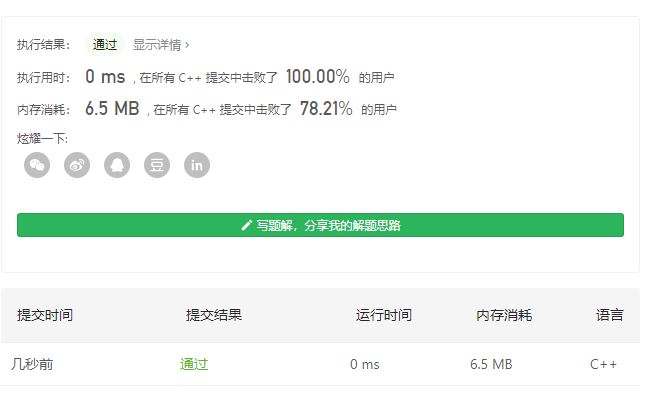 执行结果： 通过 显示详情 ›
执行用时： 0 ms , 在所有 C++ 提交中击败了 100.00% 的用户
内存消耗： 6.5 MB , 在所有 C++ 提交中击败了 78.21% 的用户
炫耀一下:
豆 in
写题解，分享我的解题思路
提交时间 提交结果 运行时间 内存消耗 语言
几秒前 通过 0 ms 6.5 MB C++